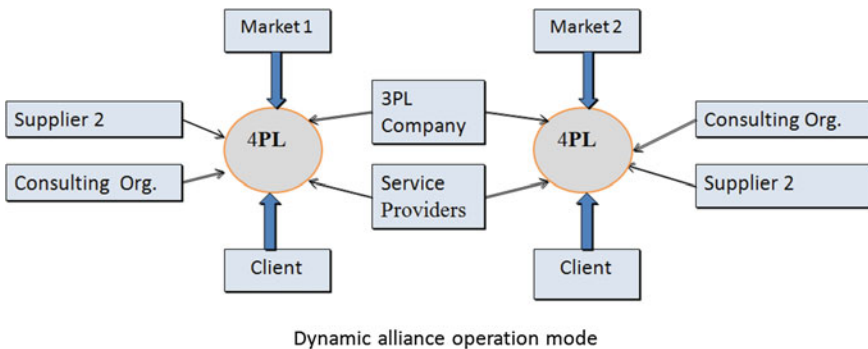 Market 1
Market 2
Supplier 2
4PL
3PL
Company
4PL
Consulting Org.
Consulting Org.
Service
Providers
Supplier 2
Client
Client
Dynamic alliance operation mode